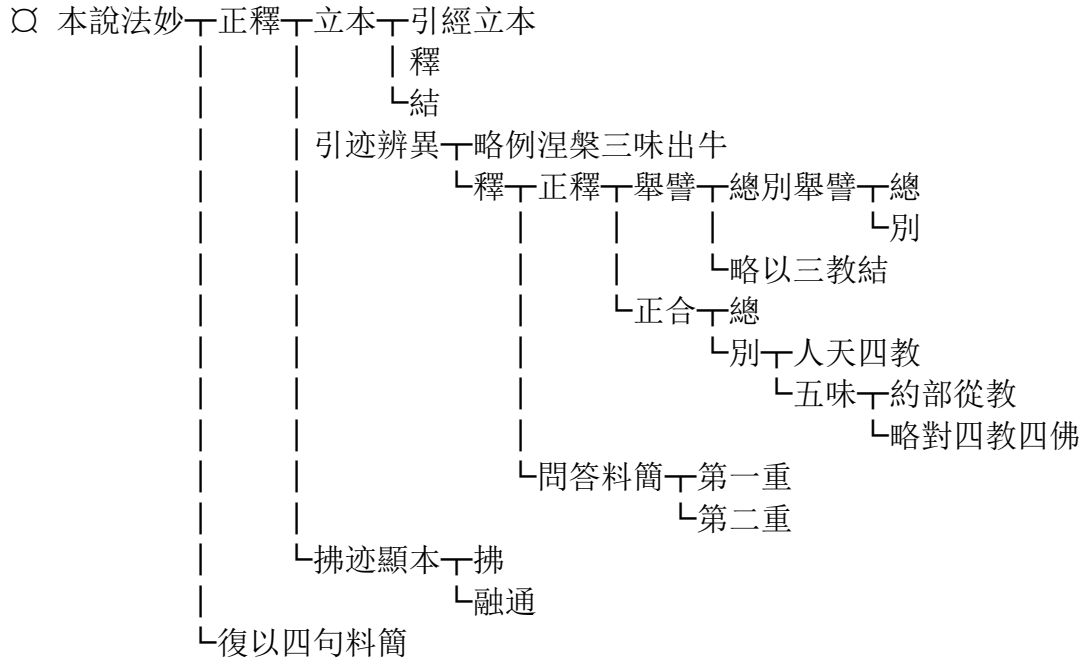 ¤ 本說法妙┬正釋┬立本┬引經立本
│釋
└結
引迹辨異┬略例涅槃三味出牛
└釋┬正釋┬舉譬┬總別舉譬┬總
└別
└略以三教結
└正合┬總
└別┬人天四教
└五味┬約部從教
└略對四教四佛
└問答料簡┬第一重
└第二重
└拂迹顯本┬拂
└融通
└復以四句料簡